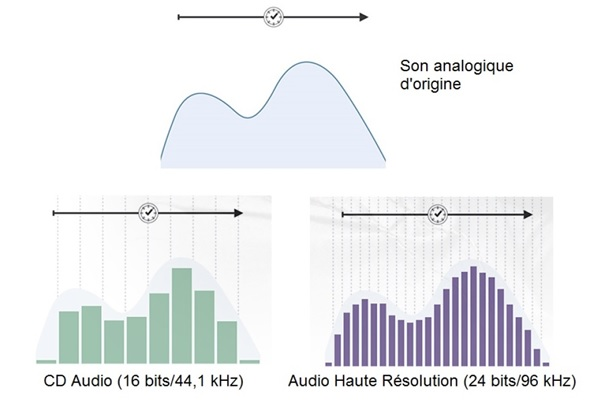 Son analogique
d'origine
CD Audio (16 bits/44,1 kHz)
Audio Haute Résolution (24 bits/96 kHz)